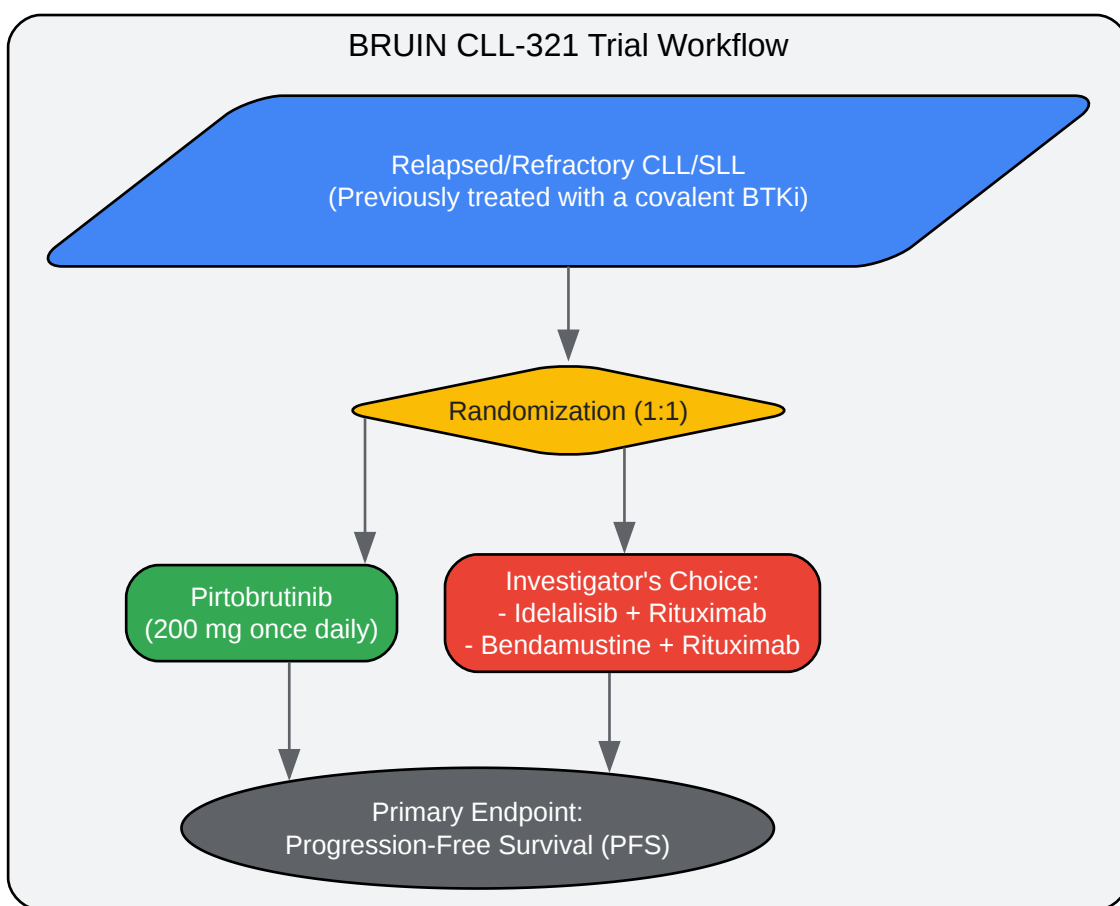 BRUIN CLL-321 Trial Workflow
Relapsed/Refractory CLL/SLL
(Previously treated with a covalent BTKi)
Randomization (1:1)
Pirtobrutinib
(200 mg once daily)
Investigator's Choice:
- Idelalisib + Rituximab
- Bendamustine + Rituximab
Primary Endpoint:
Progression-Free Survival (PFS)